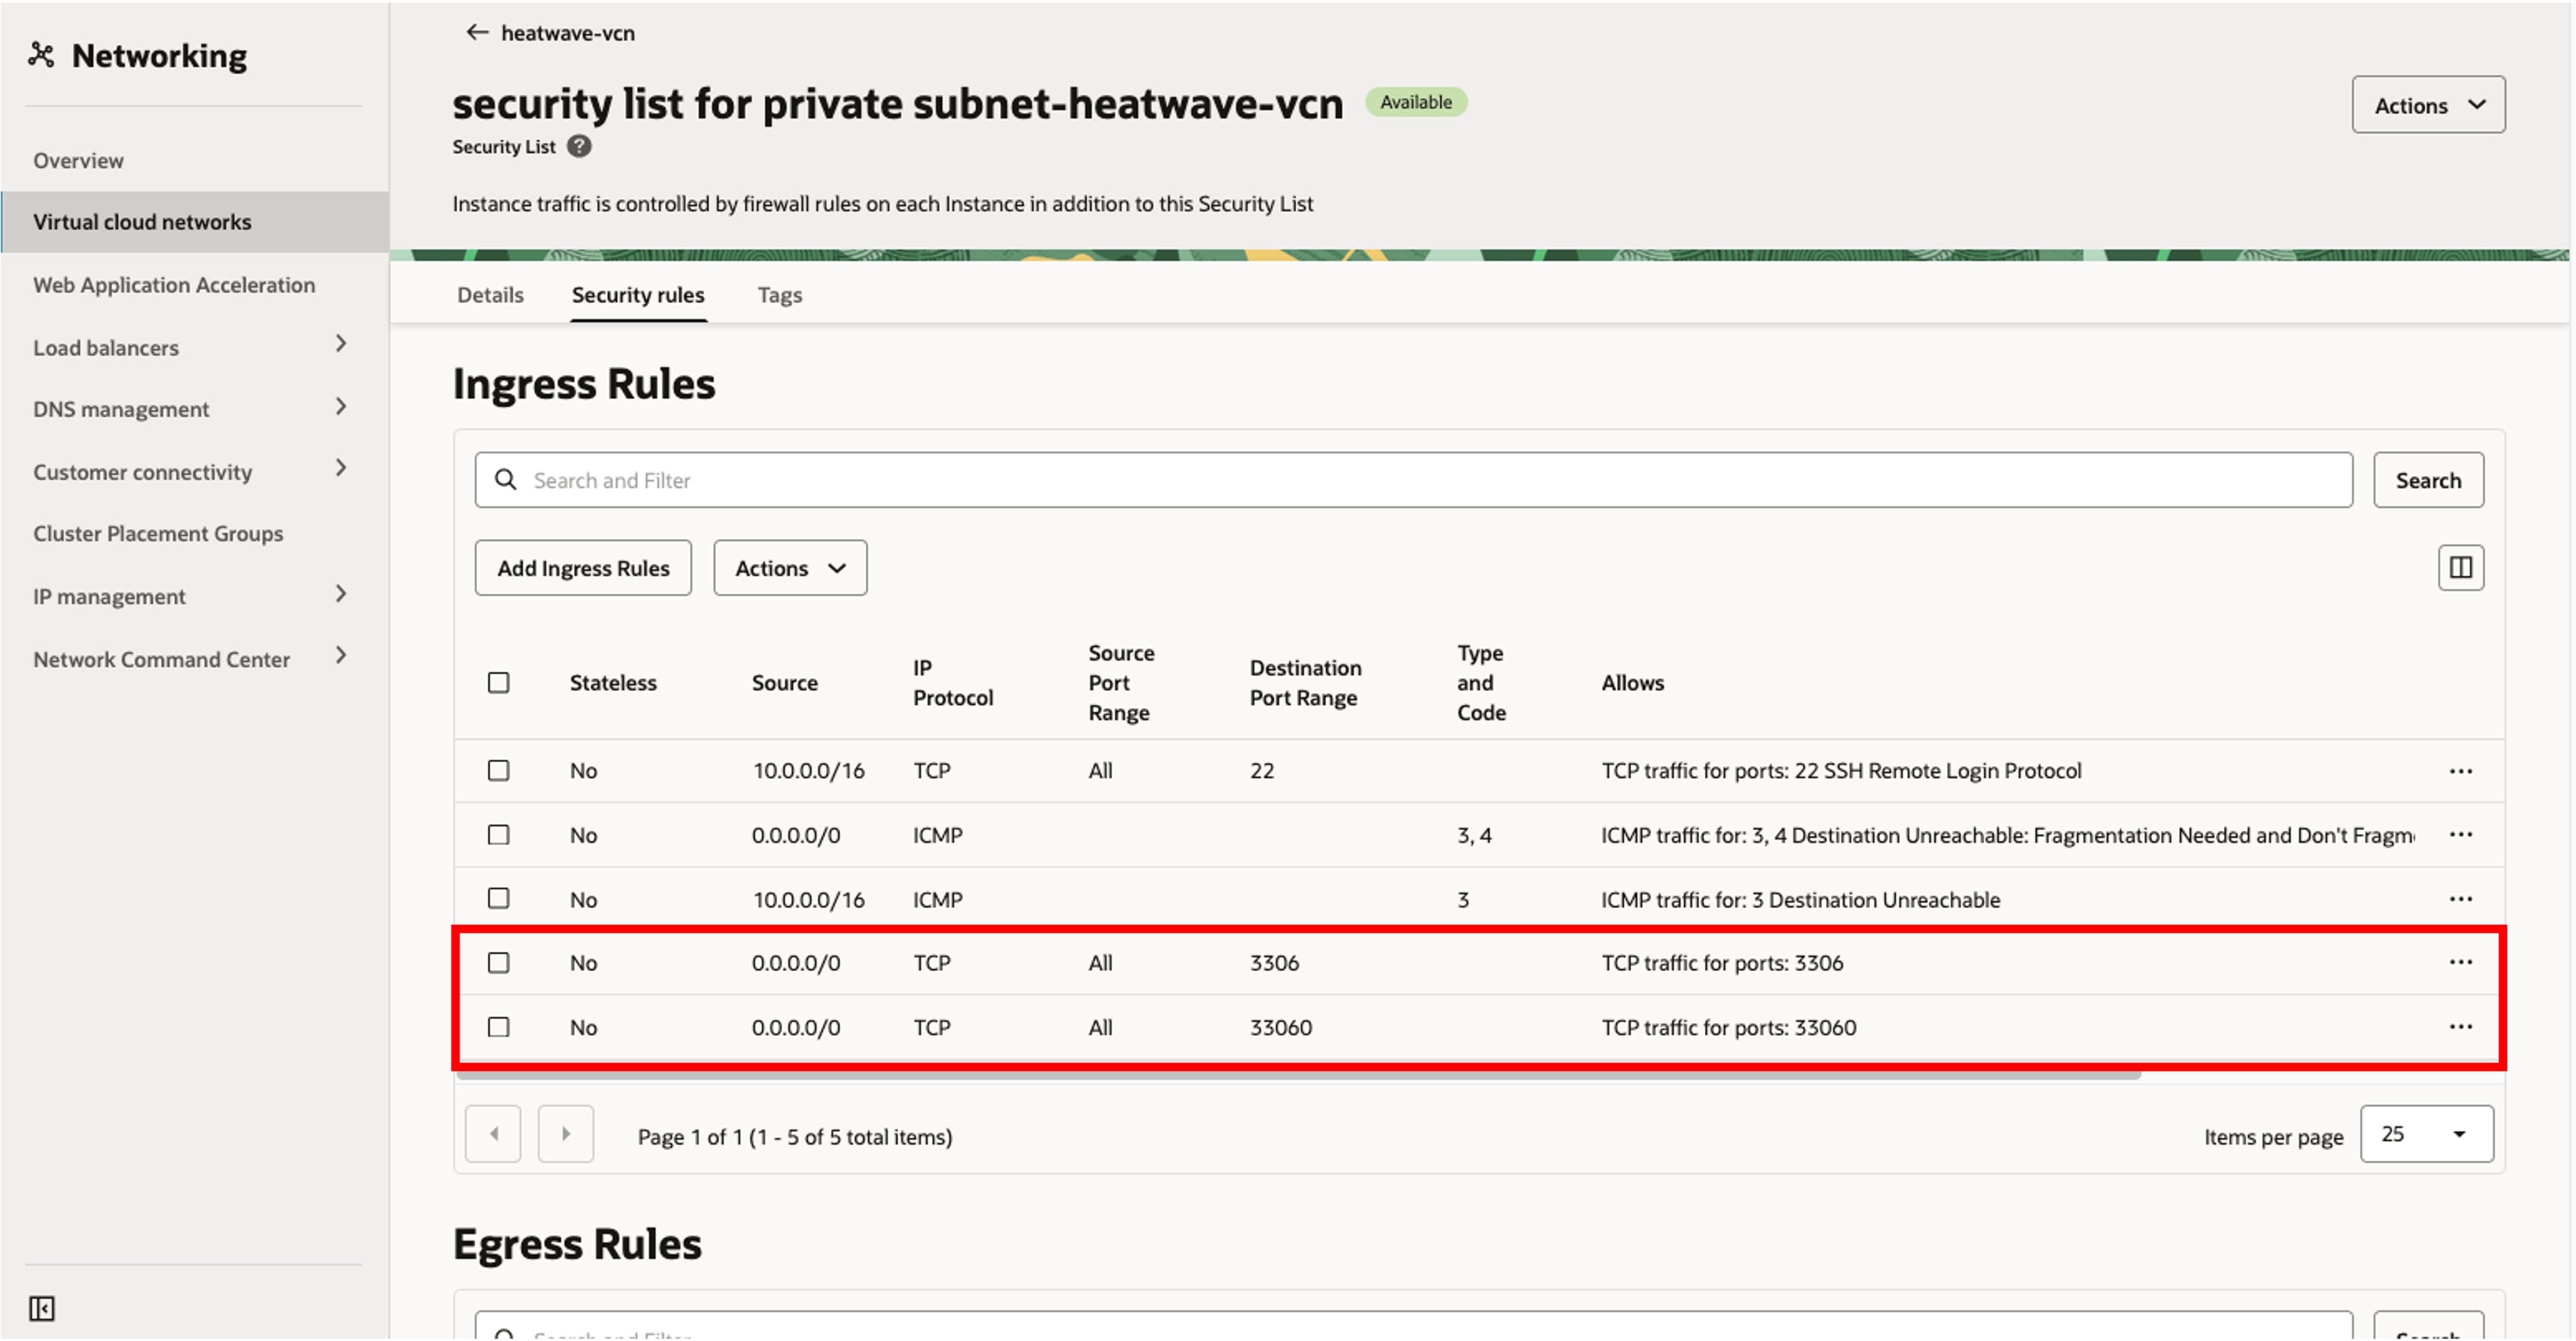 Networking
Overview
Virtual cloud networks
Web Application Acceleration
Load balancers
DNS management
Customer connectivity
Cluster Placement Groups
IP management
Network Command Center
heatwave-vcn
security list for private subnet-heatwave-vcn Available
Actions
Security List ?
Instance traffic is controlled by firewall rules on each Instance in addition to this Security List
Details Security rules Tags
Ingress Rules
Search and Filter Search
Add Ingress Rules Actions
Stateless Source IP Protocol Source Port Range Destination Port Range Type and Code Allows
No 10.0.0.0/16 TCP All 22 TCP traffic for ports: 22 SSH Remote Login Protocol ...
No 0.0.0.0/0 ICMP 3, 4 ICMP traffic for: 3, 4 Destination Unreachable: Fragmentation Needed and Don't Fragm ...
No 10.0.0.0/16 ICMP 3 ICMP traffic for: 3 Destination Unreachable ...
No 0.0.0.0/0 TCP All 3306 TCP traffic for ports: 3306 ...
No 0.0.0.0/0 TCP All 33060 TCP traffic for ports: 33060 ...
Page 1 of 1 (1 - 5 of 5 total items) Items per page 25
Egress Rules
Search and Filter Search